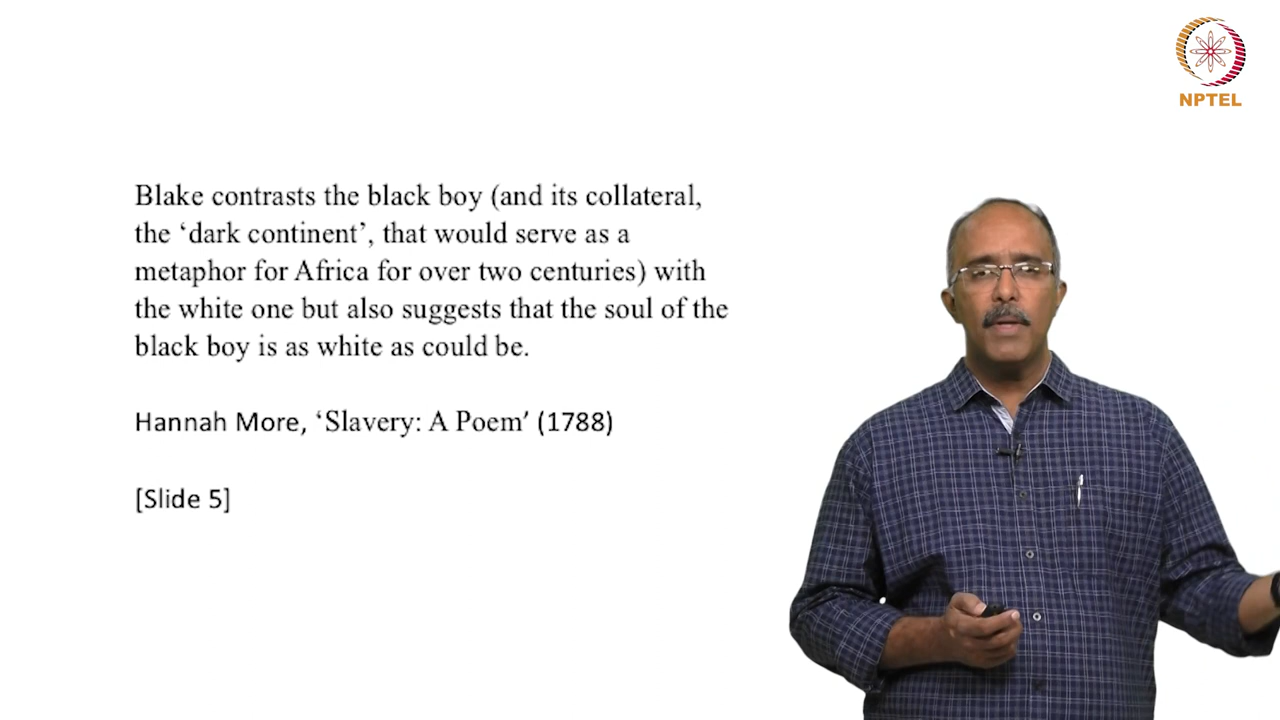 NPTEL
Blake contrasts the black boy (and its collateral,
the ‘dark continent’, that would serve as a
metaphor for Africa for over two centuries) with
the white one but also suggests that the soul of the
black boy is as white as could be.
Hannah More, ‘Slavery: A Poem’ (1788)
[Slide 5]